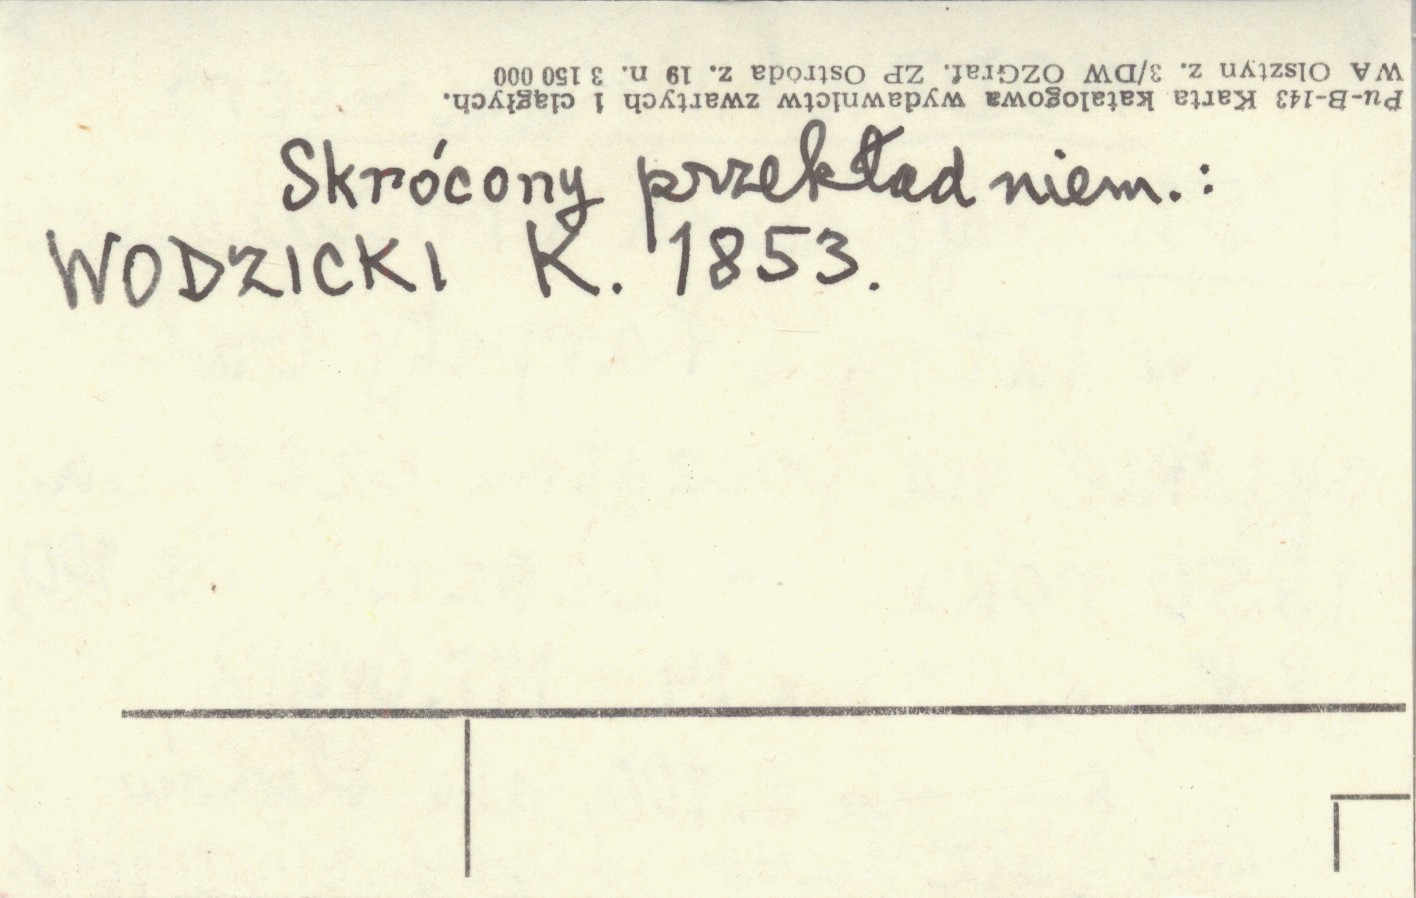 Pu-B-143 Karta katalogowa wydawnictw zwartych i ciągłych.
WA Olsztyn z. 3/DW OZGraf. ZP Ostróda z. 19 n. 3 150 000
Skrócony przekład niem.:
WODZICKI K. 1853.